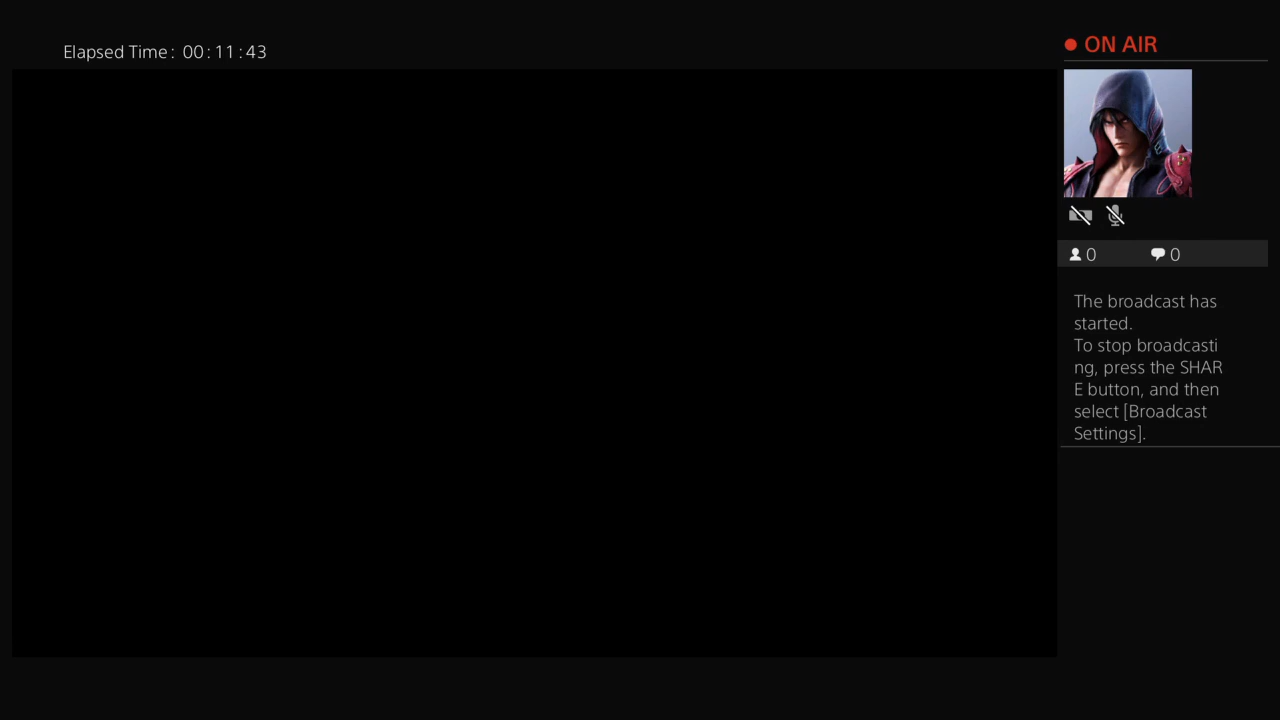 Elapsed Time: 00:11:43
ON AIR
0 0
The broadcast has
started.
To stop broadcasti
ng, press the SHAR
E button, and then
select [Broadcast
Settings].